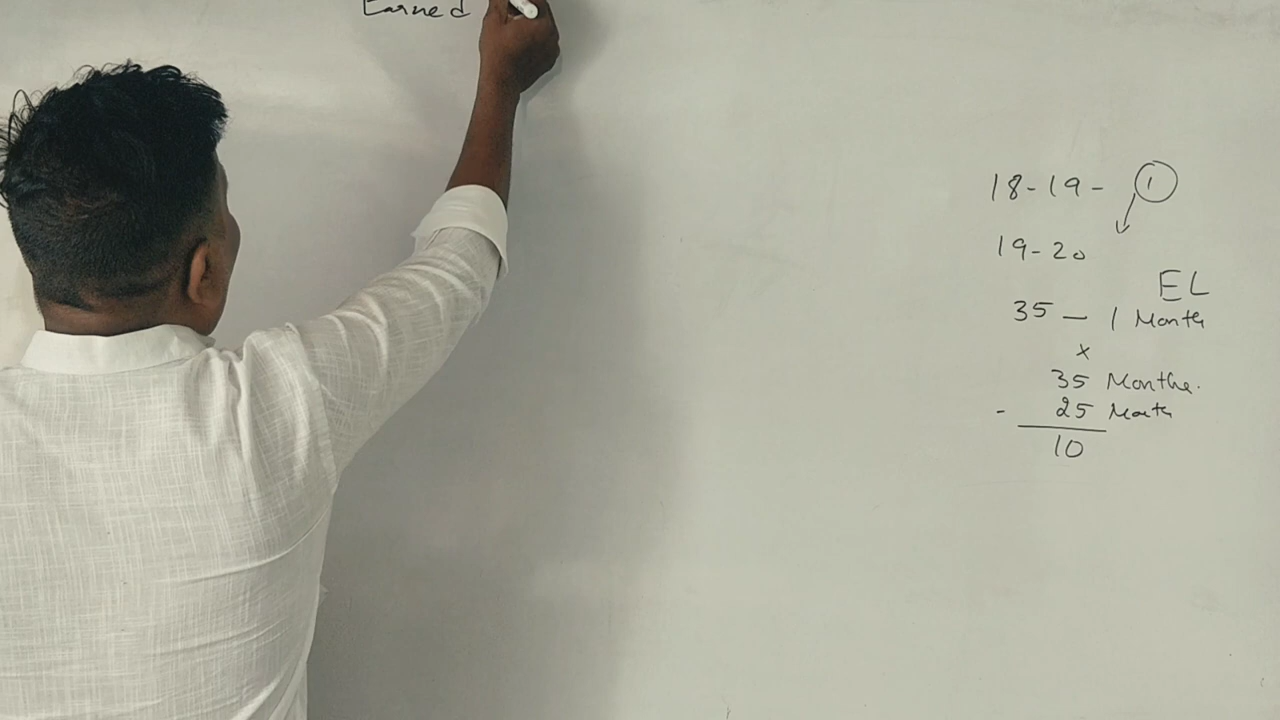 Earned
18-19- 1
19-20
EL
35 — 1 Month
x
35 Months.
- 25 Month
10